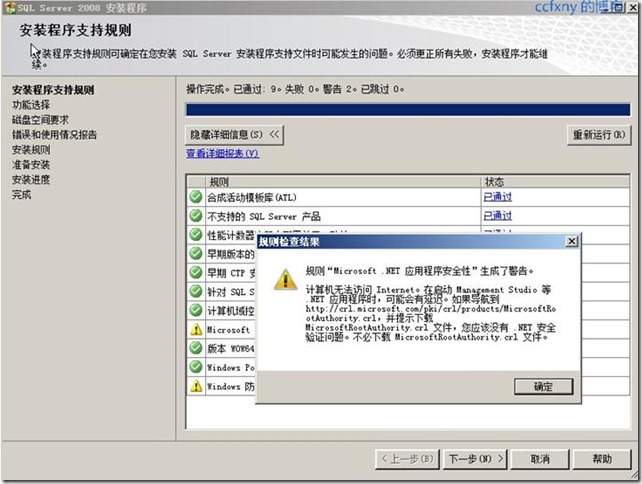 SQL Server 2008 安装程序
ccfxny 的博客
安装程序支持规则
安装程序支持规则可确定在您安装 SQL Server 安装程序支持文件时可能发生的问题。必须更正所有失败，安装程序才能继续。
安装程序支持规则
功能选择
磁盘空间要求
错误和使用情况报告
安装规则
准备安装
安装进度
完成
操作完成。已通过: 9。失败 0。警告 2。已跳过 0。
隐藏详细信息(S) <<
重新运行(R)
查看详细报表(V)
规则
状态
合成活动模板库(ATL)
已通过
不支持的 SQL Server 产品
已通过
性能计数器
早期版本的
早期 CTP 安
针对 SQL S
计算机域控
Microsoft
版本 WOW64
Windows Po
Windows 防
规则检查结果
规则“Microsoft .NET 应用程序安全性”生成了警告。
计算机无法访问 Internet。在启动 Management Studio 等
.NET 应用程序时，可能会有延迟。如果导航到
http://crl.microsoft.com/pki/crl/products/MicrosoftRo
otAuthority.crl，并提示下载
MicrosoftRootAuthority.crl 文件，您应该没有 .NET 安全
验证问题。不必下载 MicrosoftRootAuthority.crl 文件。
确定
< 上一步(B)
下一步(N) >
取消
帮助